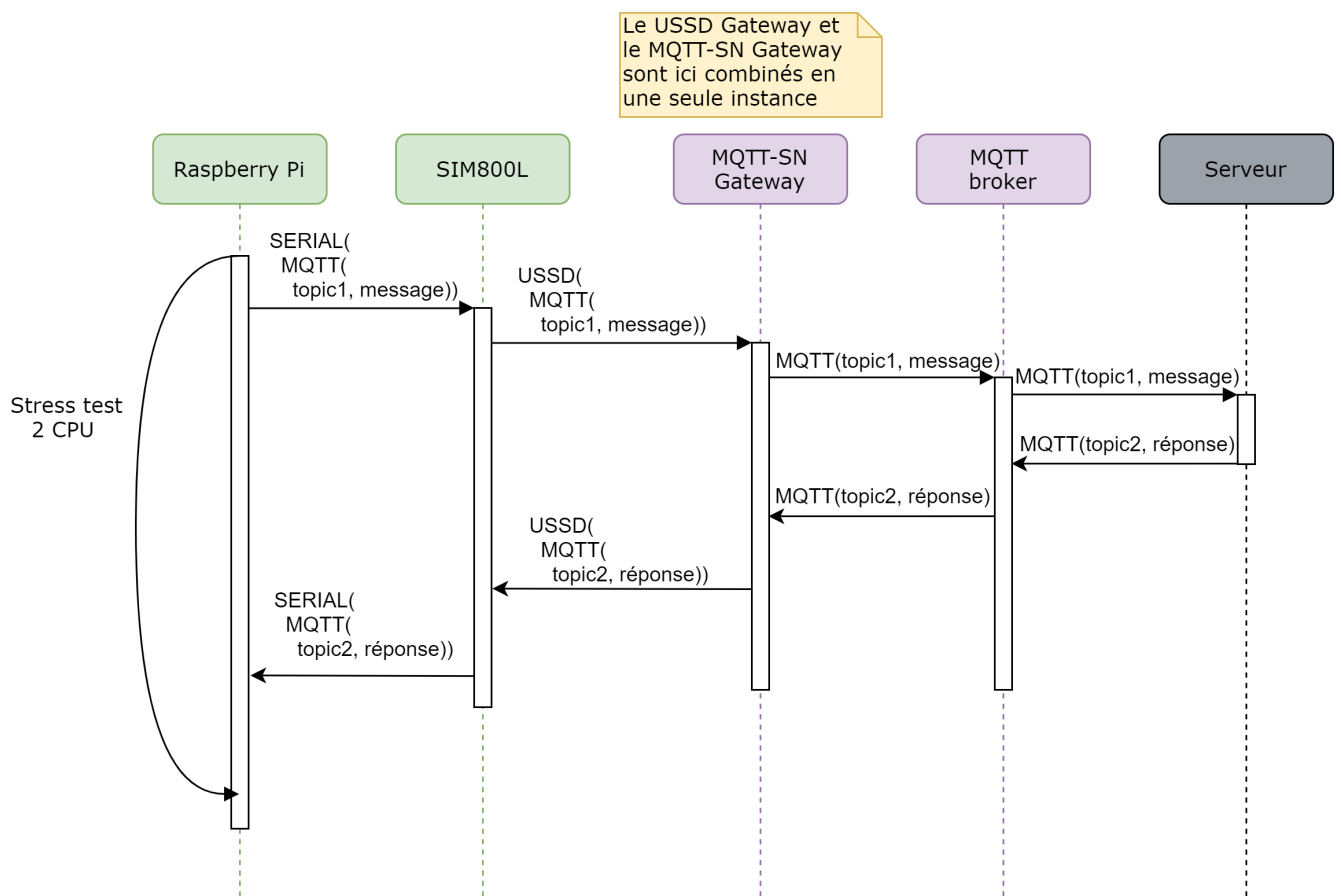 Le USSD Gateway et
le MQTT-SN Gateway
sont ici combinés en
une seule instance
Raspberry Pi
SIM800L
MQTT-SN
Gateway
MQTT
broker
Serveur
SERIAL(
MQTT(
topic1, message))
USSD(
MQTT(
topic1, message))
MQTT(topic1, message)
MQTT(topic1, message)
Stress test
2 CPU
MQTT(topic2, réponse)
MQTT(topic2, réponse)
USSD(
MQTT(
topic2, réponse))
SERIAL(
MQTT(
topic2, réponse))